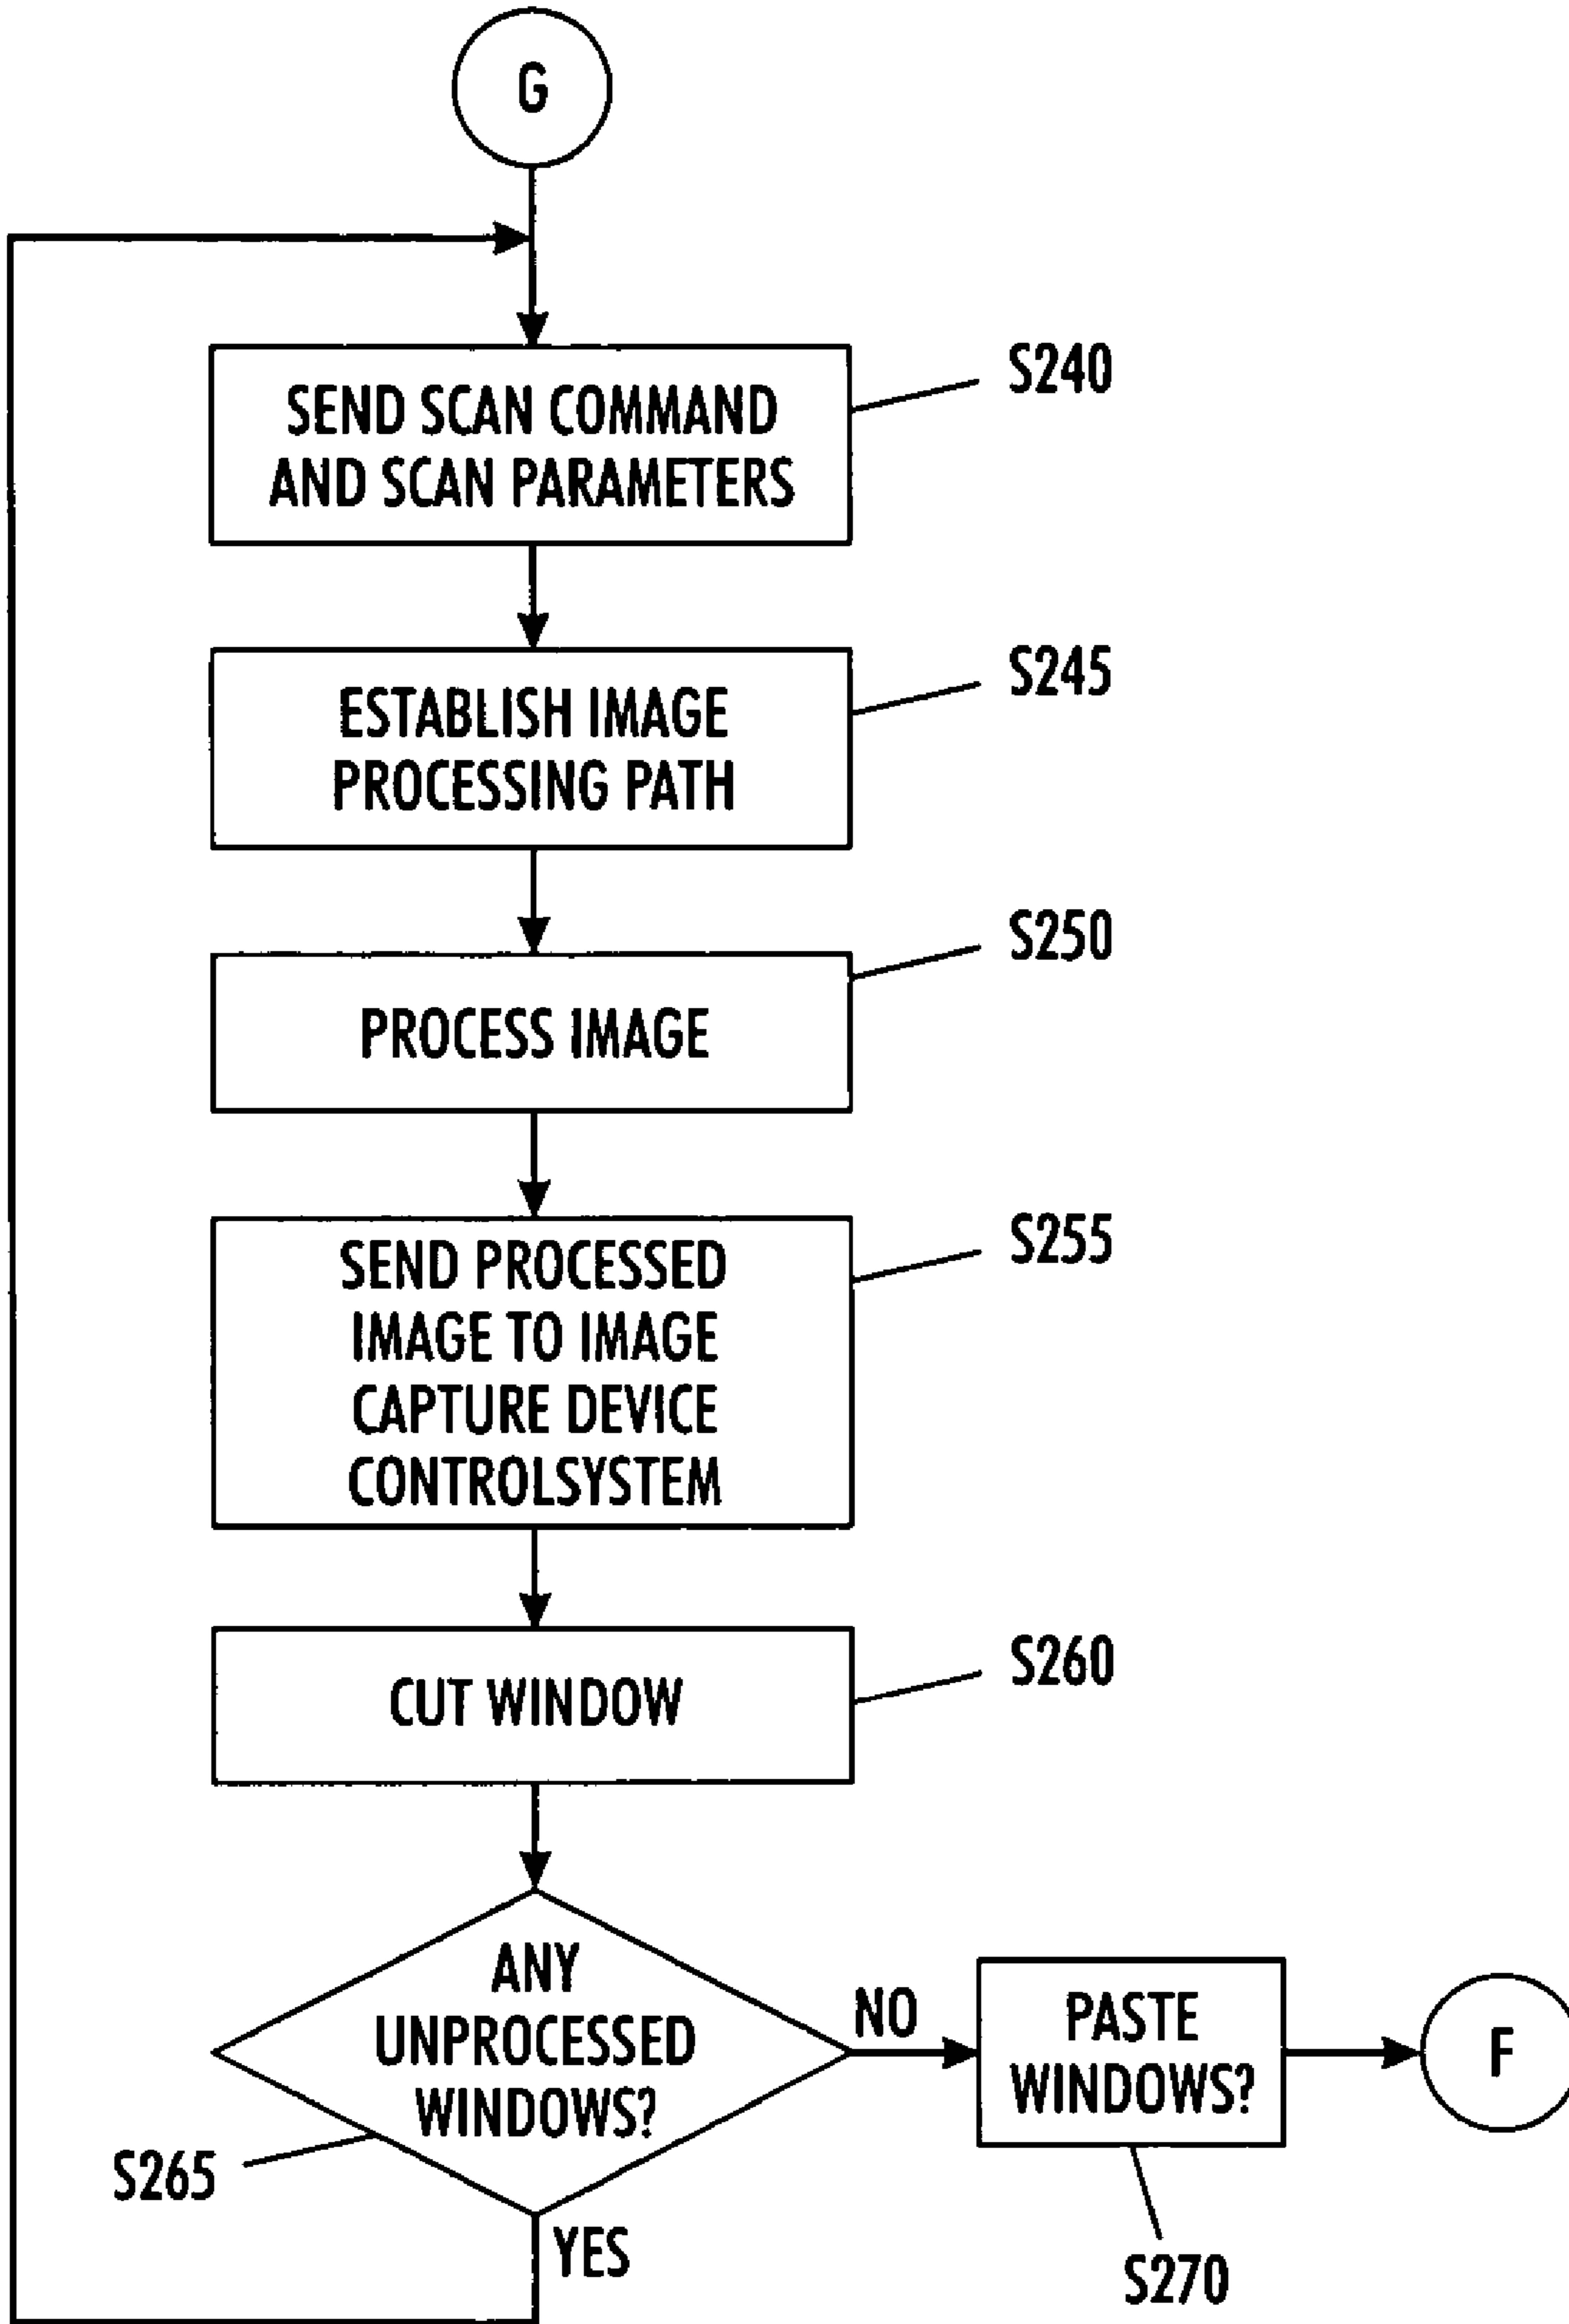 G
SEND SCAN COMMAND
AND SCAN PARAMETERS
S240
ESTABLISH IMAGE
PROCESSING PATH
S245
PROCESS IMAGE
S250
SEND PROCESSED
IMAGE TO IMAGE
CAPTURE DEVICE
CONTROLSYSTEM
S255
CUT WINDOW
S260
ANY
UNPROCESSED
WINDOWS?
S265
NO
YES
PASTE
WINDOWS?
S270
F